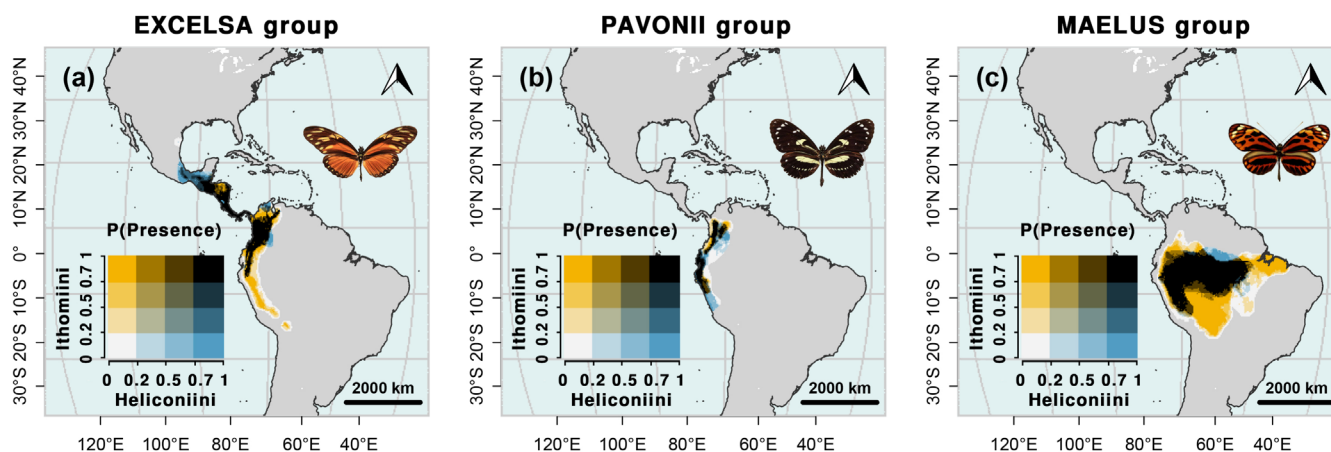 EXCELSA group
(a)
40°N
30°N
20°N
10°N
0°
10°S
20°S
30°S
P(Presence)
Ithomiini
1
0.7
0.5
0.2
0
0 0.2 0.5 0.7 1
Heliconiini
2000 km
120°E 100°E 80°E 60°E 40°E
PAVONII group
(b)
40°N
30°N
20°N
10°N
0°
10°S
20°S
30°S
P(Presence)
Ithomiini
1
0.7
0.5
0.2
0
0 0.2 0.5 0.7 1
Heliconiini
2000 km
120°E 100°E 80°E 60°E 40°E
MAELUS group
(c)
40°N
30°N
20°N
10°N
0°
10°S
20°S
30°S
P(Presence)
Ithomiini
1
0.7
0.5
0.2
0
0 0.2 0.5 0.7 1
Heliconiini
2000 km
120°E 100°E 80°E 60°E 40°E